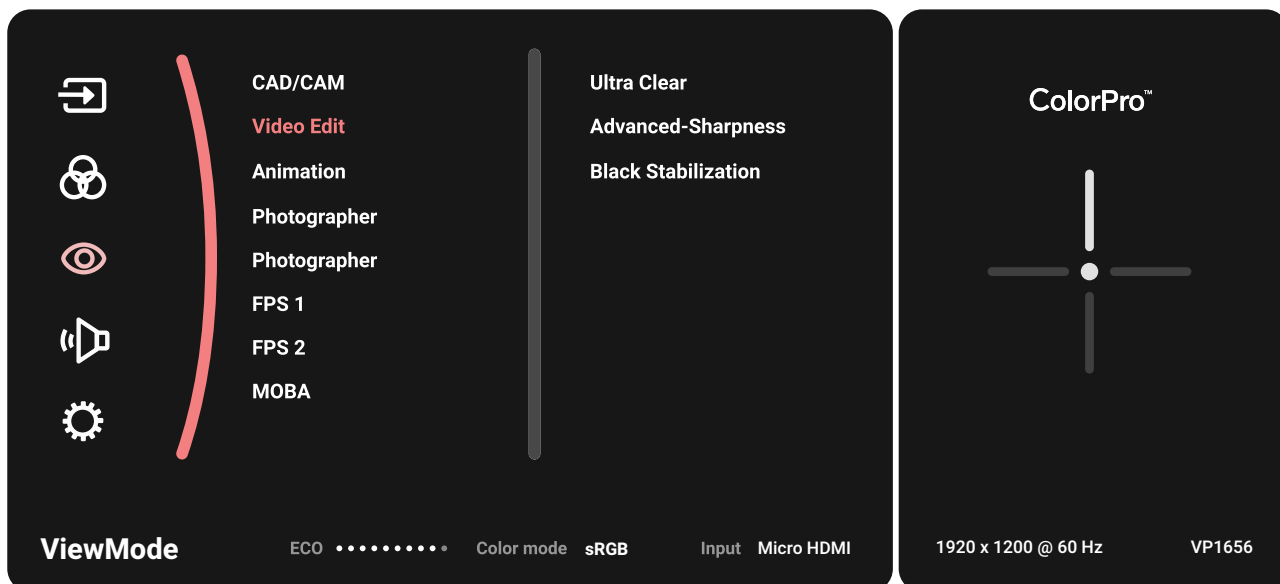 CAD/CAM
Video Edit
Animation
Photographer
Photographer
FPS 1
FPS 2
MOBA
Ultra Clear
Advanced-Sharpness
Black Stabilization
ViewMode
ECO
Color mode sRGB
Input Micro HDMI
ColorPro™
1920 x 1200 @ 60 Hz
VP1656